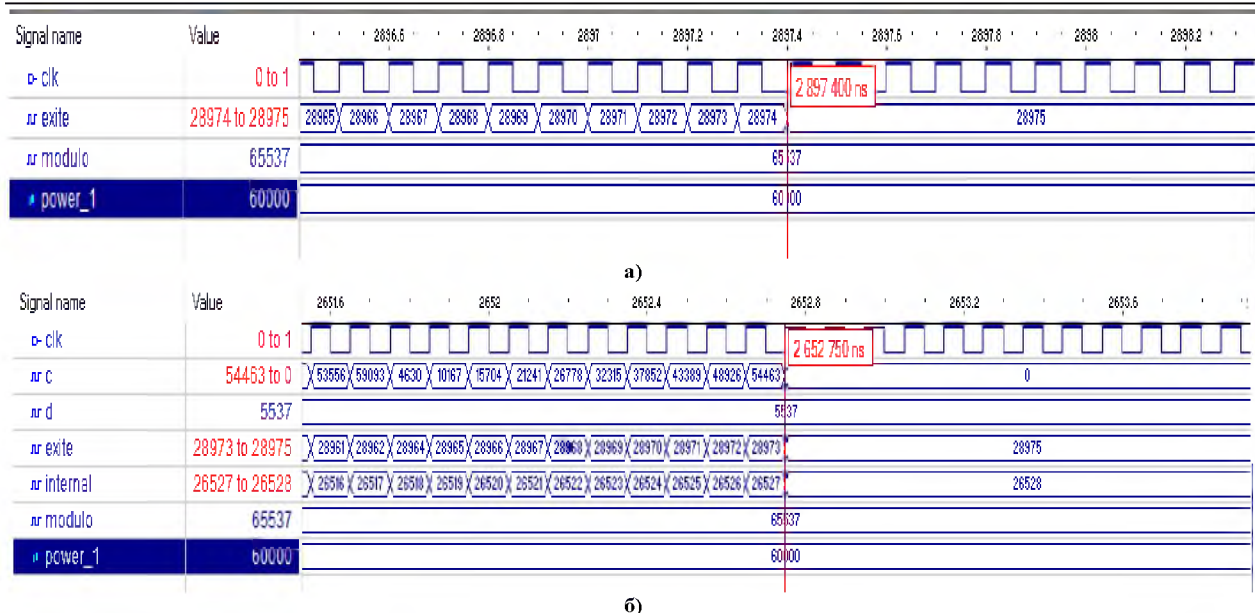 Signal name Value 2896.6 2896.8 2897 2897.2 2897.4 2897.6 2897.8 2898 2898.2
clk 0 to 1 2 897 400 ns
exite 28974 to 28975 28965 28966 28967 28968 28969 28970 28971 28972 28973 28974 28975
modulo 65537 65537
power_1 60000 60000
а)
Signal name Value 2651.6 2652 2652.4 2652.8 2653.2 2653.6
clk 0 to 1 2 652 750 ns
c 54463 to 0 53556 59093 4630 10167 15704 21241 26778 32315 37852 43389 48926 54463 0
d 5537 5537
exite 28973 to 28975 28961 28962 28964 28965 28966 28967 28968 28969 28970 28971 28972 28973 28975
internal 26527 to 26528 26516 26517 26518 26519 26520 26521 26522 26523 26524 26525 26526 26527 26528
modulo 65537 65537
power_1 60000 60000
б)